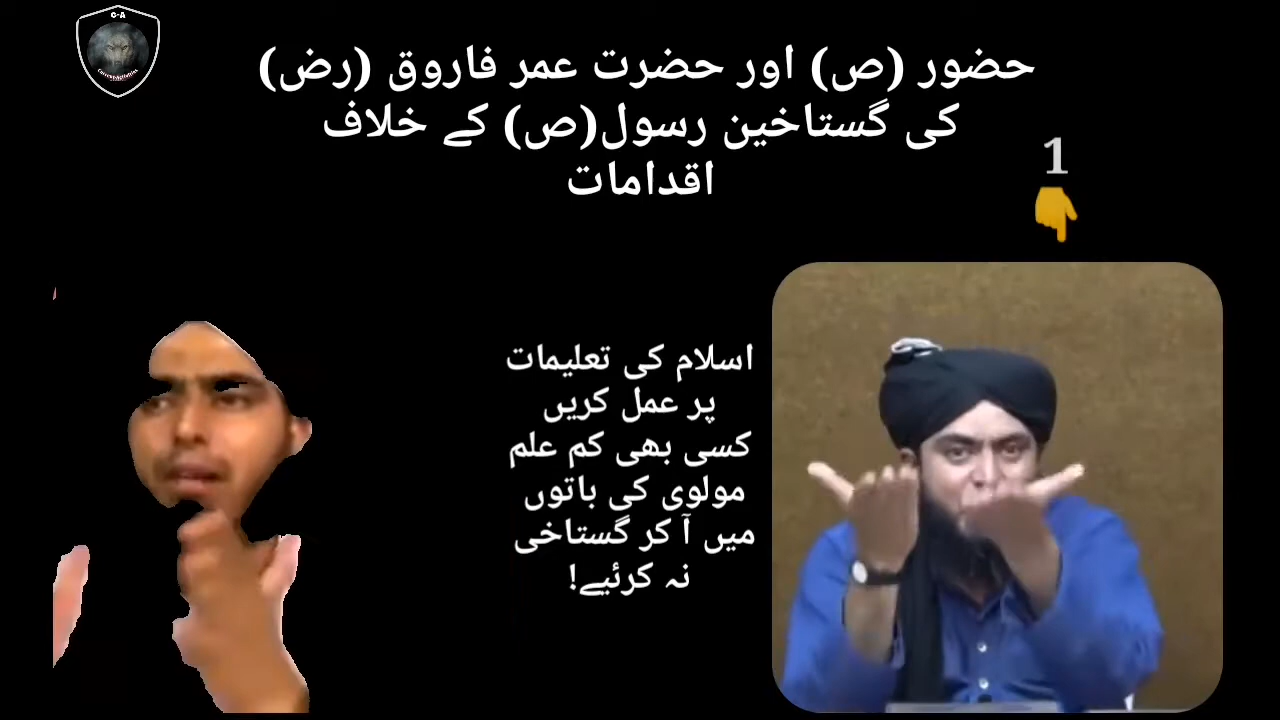 C-A
حضور (ص) اور حضرت عمر فاروق (رض)
کی گستاخین رسول(ص) کے خلاف
اقدامات
1
اسلام کی تعلیمات
پر عمل کریں
کسی بھی کم علم
مولوی کی باتوں
میں آ کر گستاخی
نہ کرئیے!